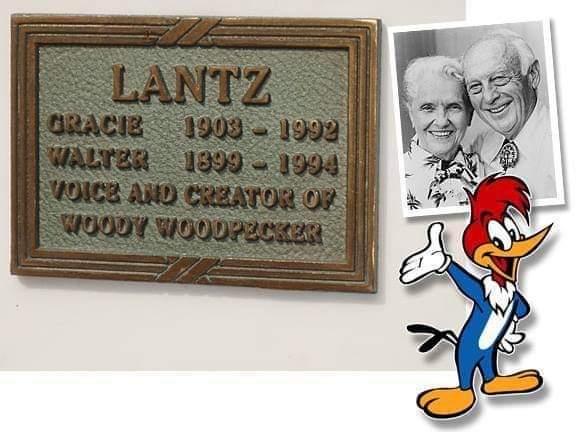 LANTZ
GRACIE 1903 - 1992
WALTER 1899 - 1994
VOICE AND CREATOR OF
WOODY WOODPECKER